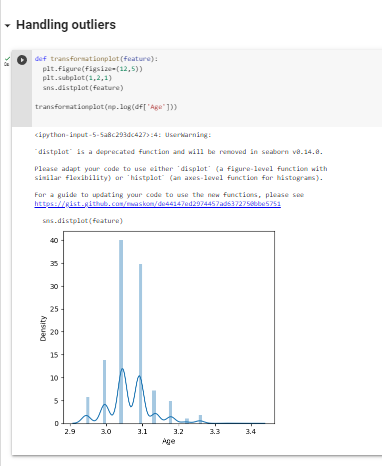 Handling outliers
def transformationplot(feature):
  plt.figure(figsize=(12,5))
  plt.subplot(1,2,1)
  sns.distplot(feature)
transformationplot(np.log(df['Age']))
<ipython-input-5-5a8c293dc427>:4: UserWarning:
`distplot` is a deprecated function and will be removed in seaborn v0.14.0.
Please adapt your code to use either `displot` (a figure-level function with
similar flexibility) or `histplot` (an axes-level function for histograms).
For a guide to updating your code to use the new functions, please see
https://gist.github.com/mwaskom/de44147ed2974457ad6372750bbe5751
  sns.distplot(feature)
40
35
30
25
20
15
10
5
0
Density
2.9 3.0 3.1 3.2 3.3 3.4
Age